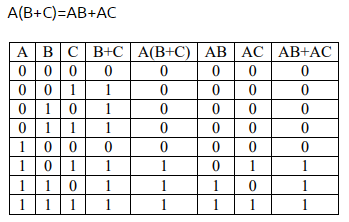 A(B+C)=AB+AC
A B C B+C A(B+C) AB AC AB+AC
0 0 0 0 0 0 0 0
0 0 1 1 0 0 0 0
0 1 0 1 0 0 0 0
0 1 1 1 0 0 0 0
1 0 0 0 0 0 0 0
1 0 1 1 1 0 1 1
1 1 0 1 1 1 0 1
1 1 1 1 1 1 1 1